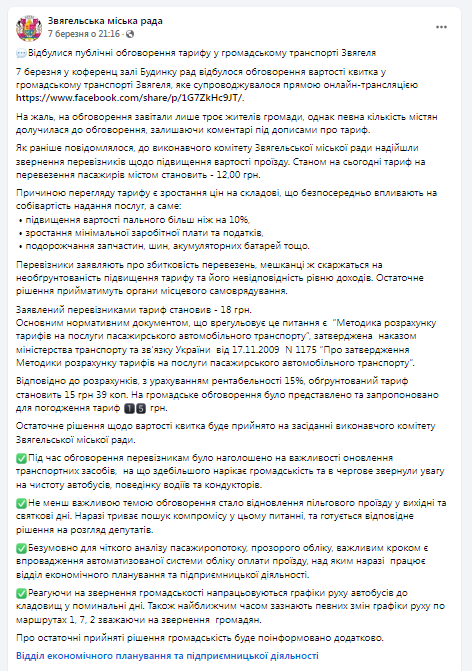 Звягельська міська рада
7 березня о 21:16 ·
💬Відбулися публічні обговорення тарифу у громадському транспорті Звягеля
7 березня у коференц залі Будинку рад відбулося обговорення вартості квитка у
громадському транспорті Звягеля, яке супроводжувалося прямою онлайн-трансляцією
https://www.facebook.com/share/p/1G7ZkHc9JT/.
На жаль, на обговорення завітали лише троє жителів громади, однак певна кількість містян
долучилася до обговорення, залишаючи коментарі під дописами про тариф.
Як раніше повідомлялося, до виконавчого комітету Звягельської міської ради надійшли
звернення перевізників щодо підвищення вартості проїзду. Станом на сьогодні тариф на
перевезення пасажирів містом становить - 12,00 грн.
Причиною перегляду тарифу є зростання цін на складові, що безпосередньо впливають на
собівартість надання послуг, а саме:
• підвищення вартості пального більш ніж на 10%,
• зростання мінімальної заробітної плати та податків,
• подорожчання запчастин, шин, акумуляторних батарей тощо.
Перевізники заявляють про збитковість перевезень, мешканці ж скаржаться на
необґрунтованість підвищення тарифу та його невідповідність рівню доходів. Остаточне
рішення прийматимуть органи місцевого самоврядування.
Заявлений перевізниками тариф становив - 18 грн.
Основним нормативним документом, що врегульовує це питання є "Методика розрахунку
тарифів на послуги пасажирського автомобільного транспорту", затверджена наказом
міністерства транспорту та зв'язку України від 17.11.2009 N 1175 "Про затвердження
Методики розрахунку тарифів на послуги пасажирського автомобільного транспорту".
Відповідно до розрахунків, з урахуванням рентабельності 15%, обґрунтований тариф
становить 15 грн 39 коп. На громадське обговорення було представлено та запропоновано
для погодження тариф 1️⃣5️⃣ грн.
Остаточне рішення щодо вартості квитка буде прийнято на засіданні виконавчого комітету
Звягельської міської ради.
✅Під час обговорення перевізникам було наголошено на важливості оновлення
транспортних засобів, на що здебільшого нарікає громадськість та в чергове звернули увагу
на чистоту автобусів, поведінку водіїв та кондукторів.
✅Не менш важливою темою обговорення стало відновлення пільгового проїзду у вихідні та
святкові дні. Наразі триває пошук компромісу у цьому питанні, та готується відповідне
рішення на розгляд депутатів.
✅Безумовно для чіткого аналізу пасажиропотоку, прозорого обліку, важливим кроком є
впровадження автоматизованої системи обліку оплати проїзду, над яким наразі працює
відділ економічного планування та підприємницької діяльності.
✅Реагуючи на звернення громадськості напрацьовуються графіки руху автобусів до
кладовищ у поминальні дні. Також найближчим часом зазнають певних змін графіки руху по
маршрутах 1, 7, 2 зважаючи на звернення громадян.
Про остаточні прийняті рішення громадськість буде поінформовано додатково.
Відділ економічного планування та підприємницької діяльності